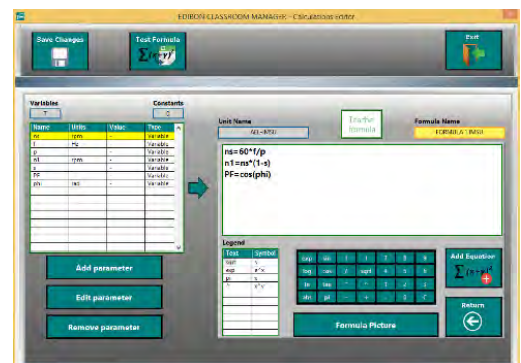 EDIBON CLASSROOM MANAGER - Calculations Editor
Save Changes
Test Formula
Exit
Variables
Constants
7
0
Unit Name
Formula Name
Name Units Value Type
ns rpm - Variable
f Hz Variable
p - Variable
n1 rpm - Variable
s - Variable
PF Variable
phi rad - Variable
ns=60*f/p
n1=ns*(1-s)
PF=cos(phi)
Legend
Text Symbol
Add parameter
Edit parameter
Remove parameter
Add Equation
Formula Picture
Return